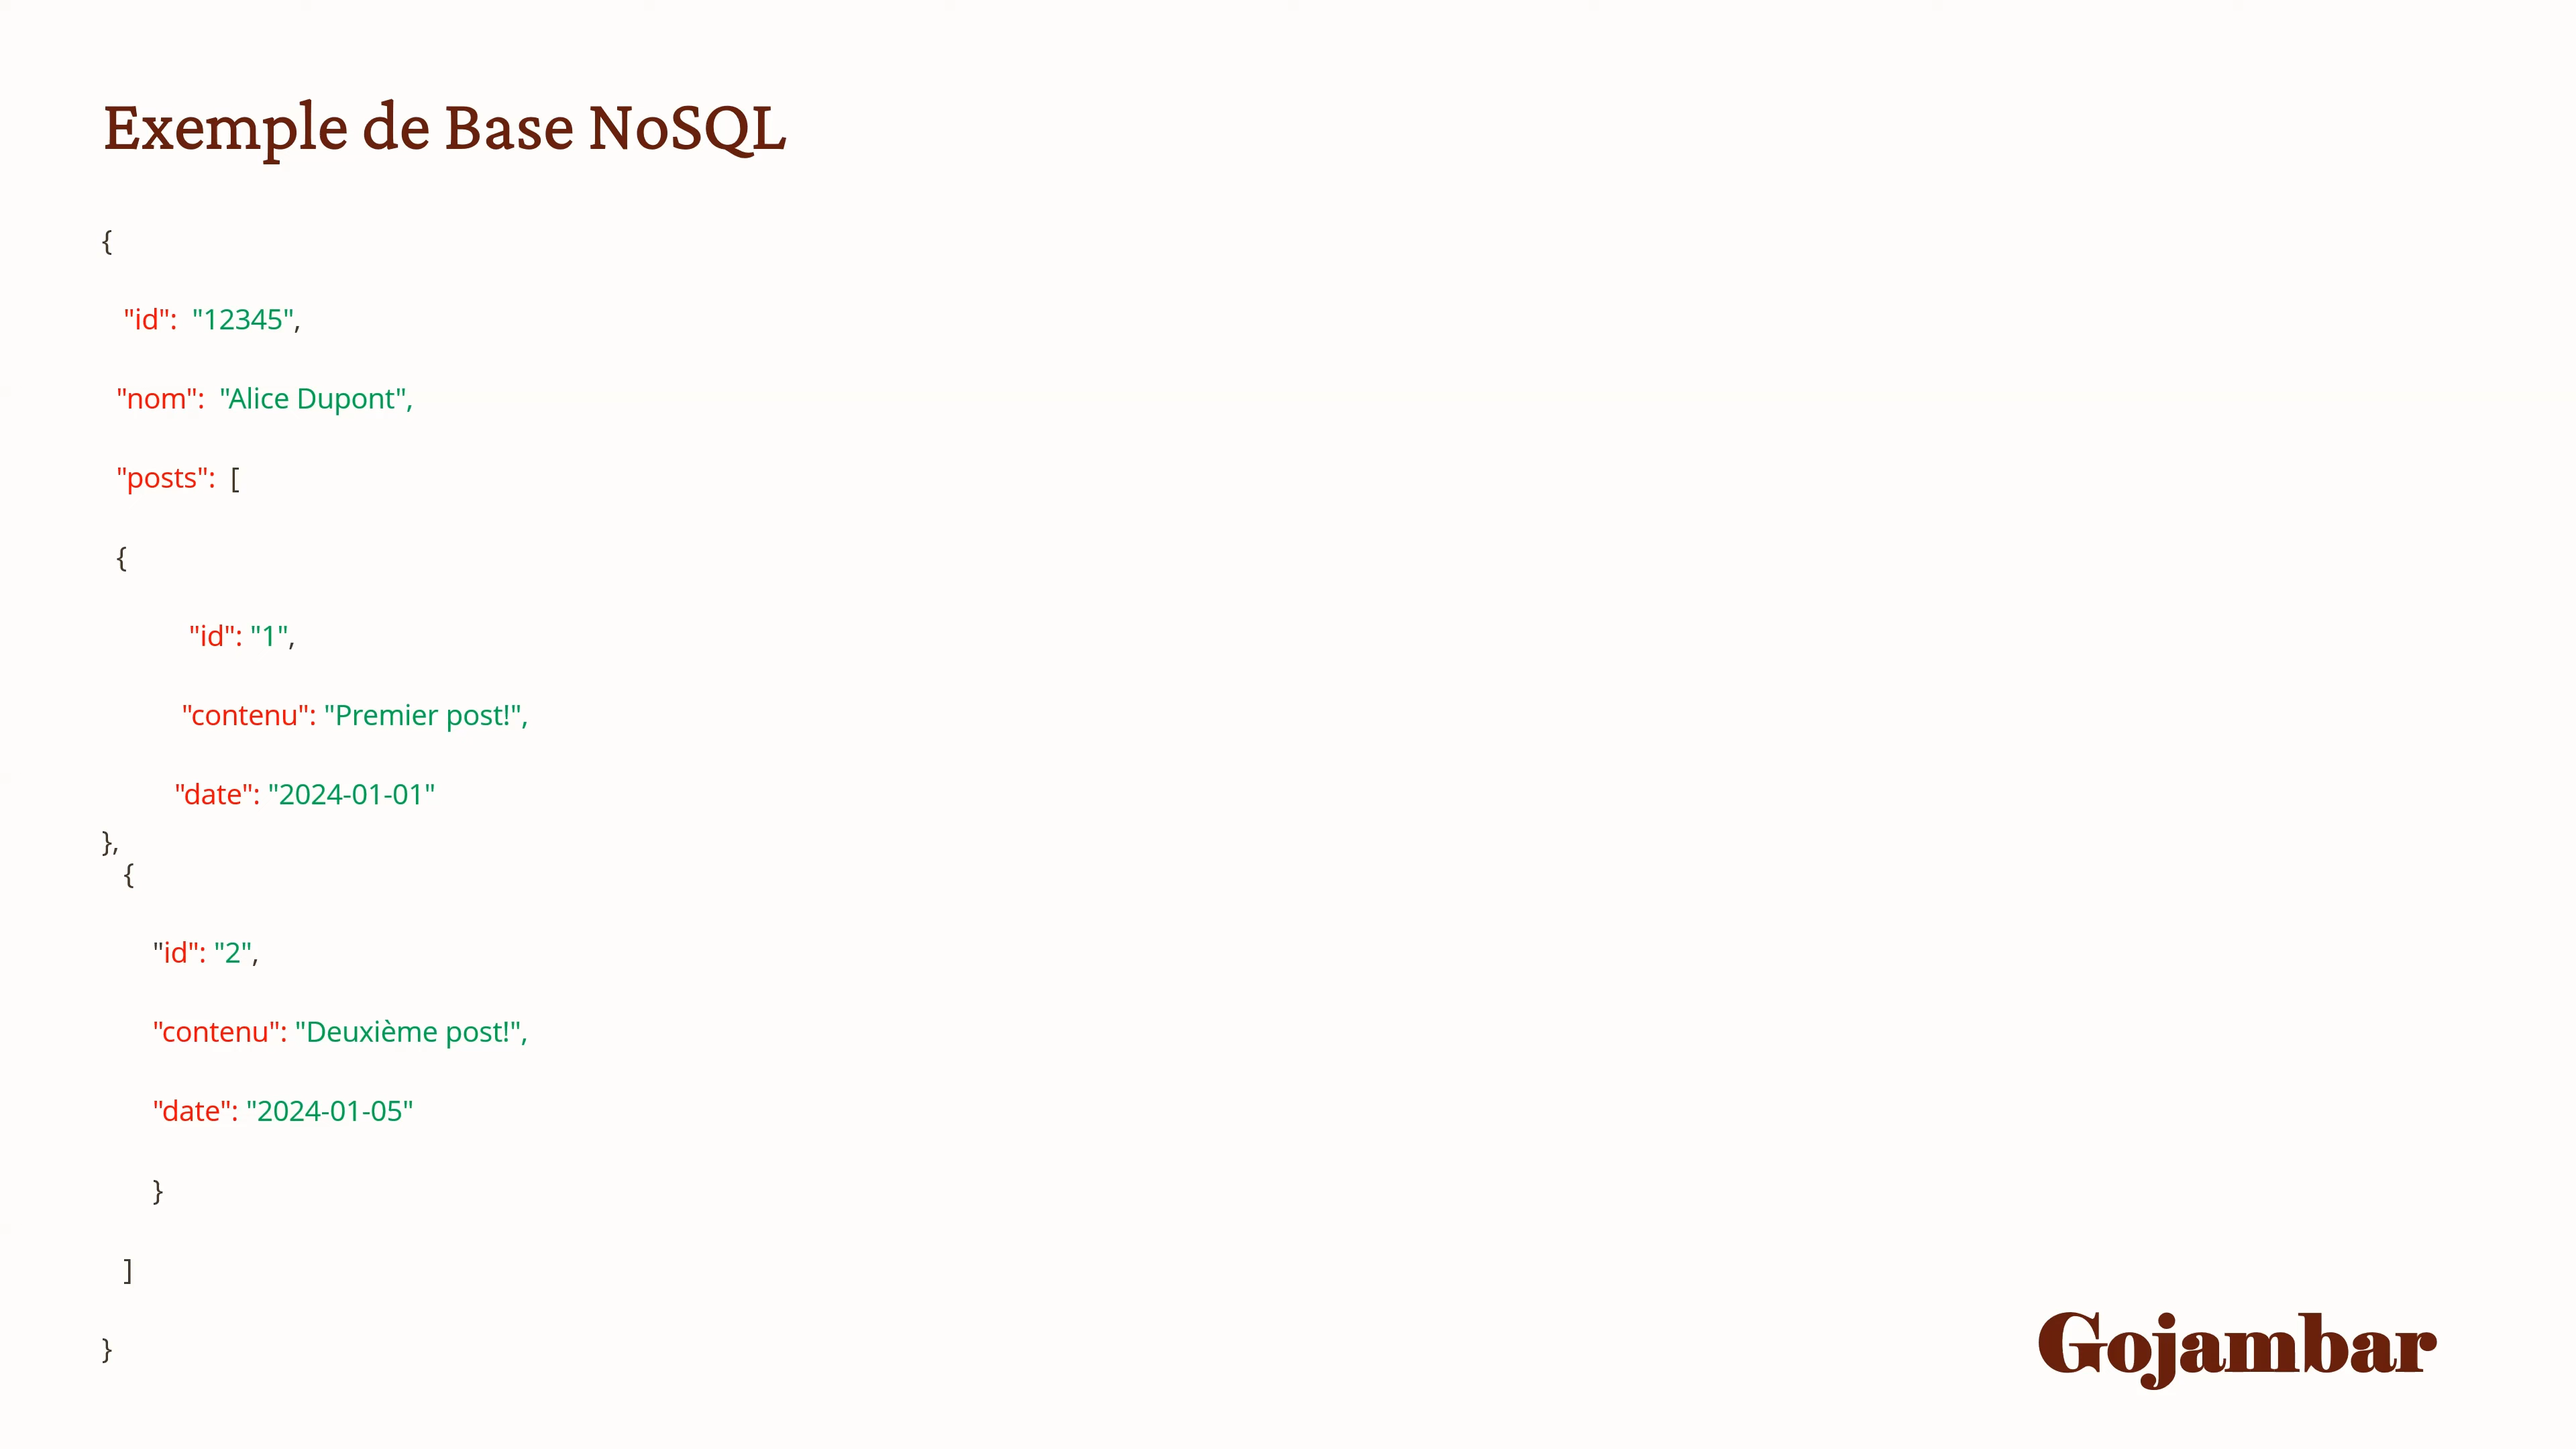 Exemple de Base NoSQL
{
"id": "12345",
"nom": "Alice Dupont",
"posts": [
{
"id": "1",
"contenu": "Premier post!",
"date": "2024-01-01"
},
{
"id": "2",
"contenu": "Deuxième post!",
"date": "2024-01-05"
}
]
}
Gojambar